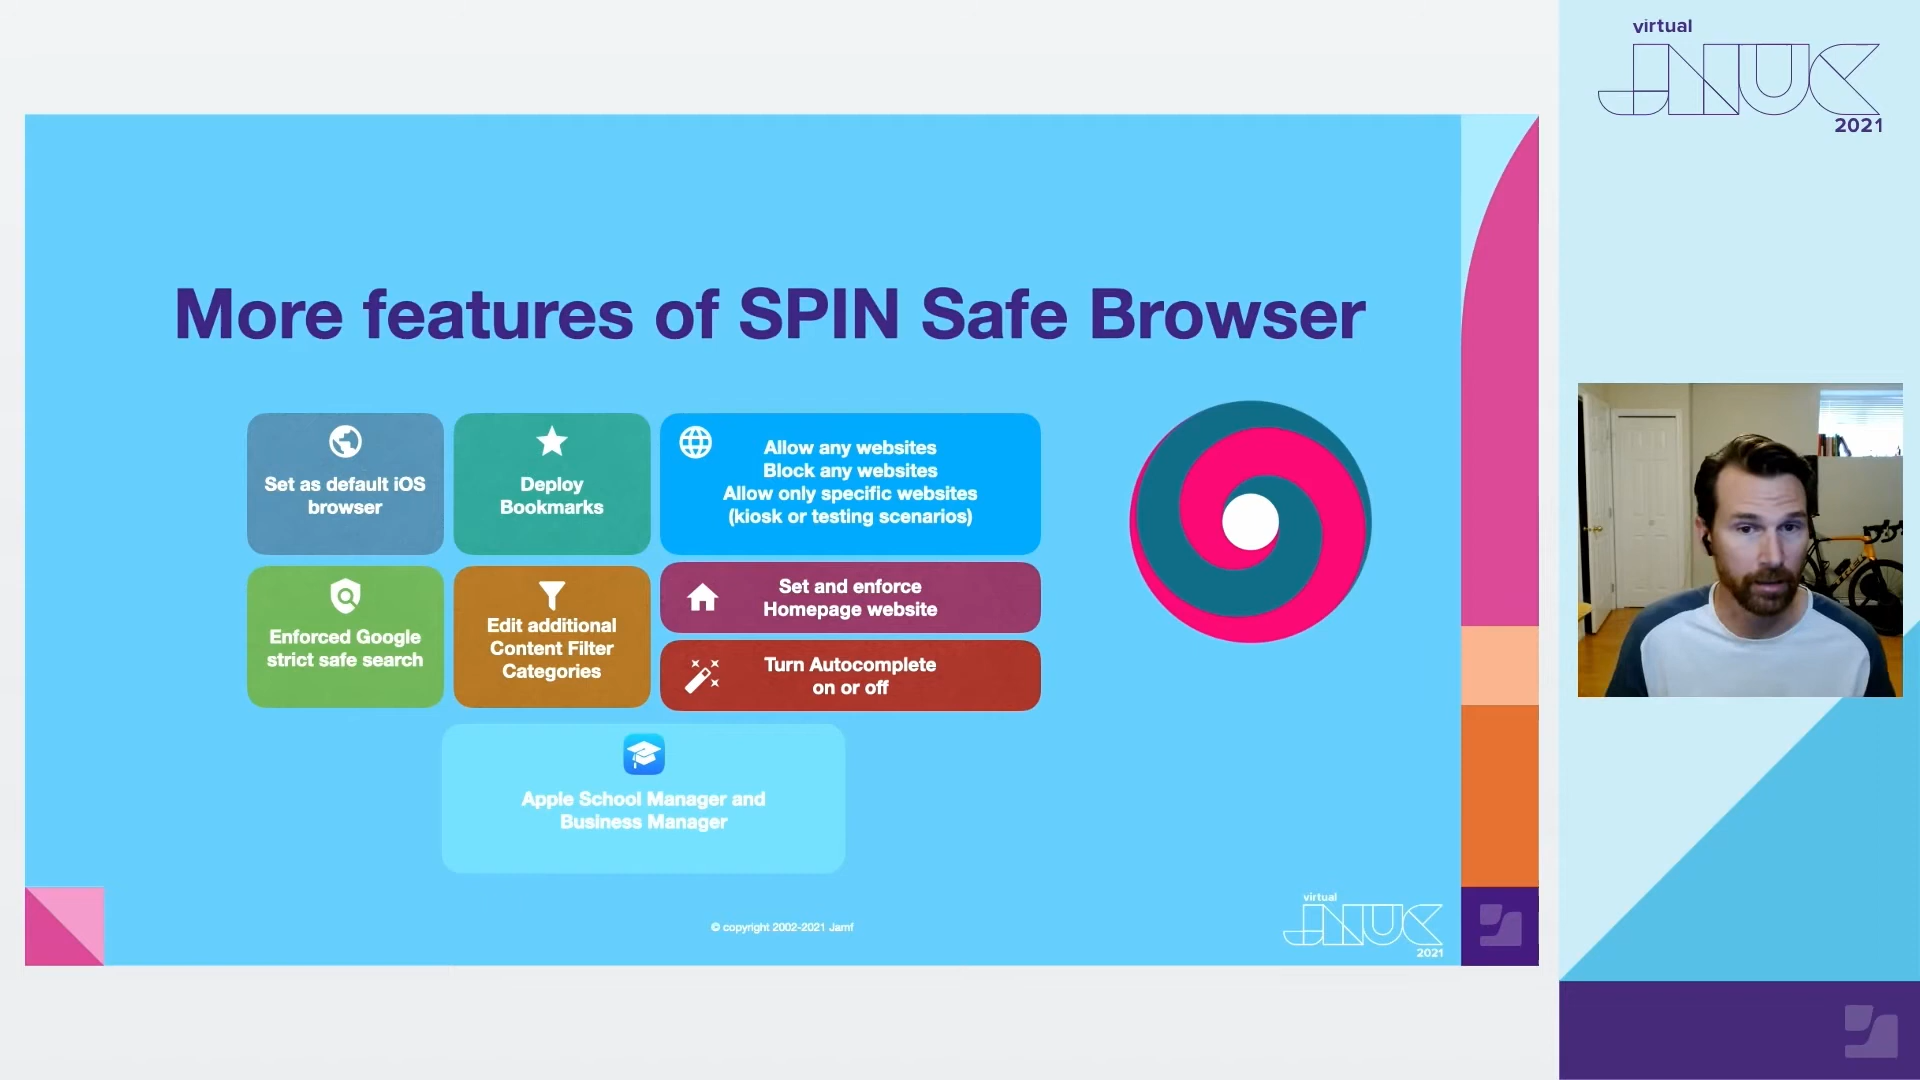 virtual
JNUC
2021
More features of SPIN Safe Browser
Set as default iOS
browser
Deploy
Bookmarks
Allow any websites
Block any websites
Allow only specific websites
(kiosk or testing scenarios)
Enforced Google
strict safe search
Edit additional
Content Filter
Categories
Set and enforce
Homepage website
Turn Autocomplete
on or off
Apple School Manager and
Business Manager
© copyright 2002-2021 Jamf
virtual
JNUC
2021